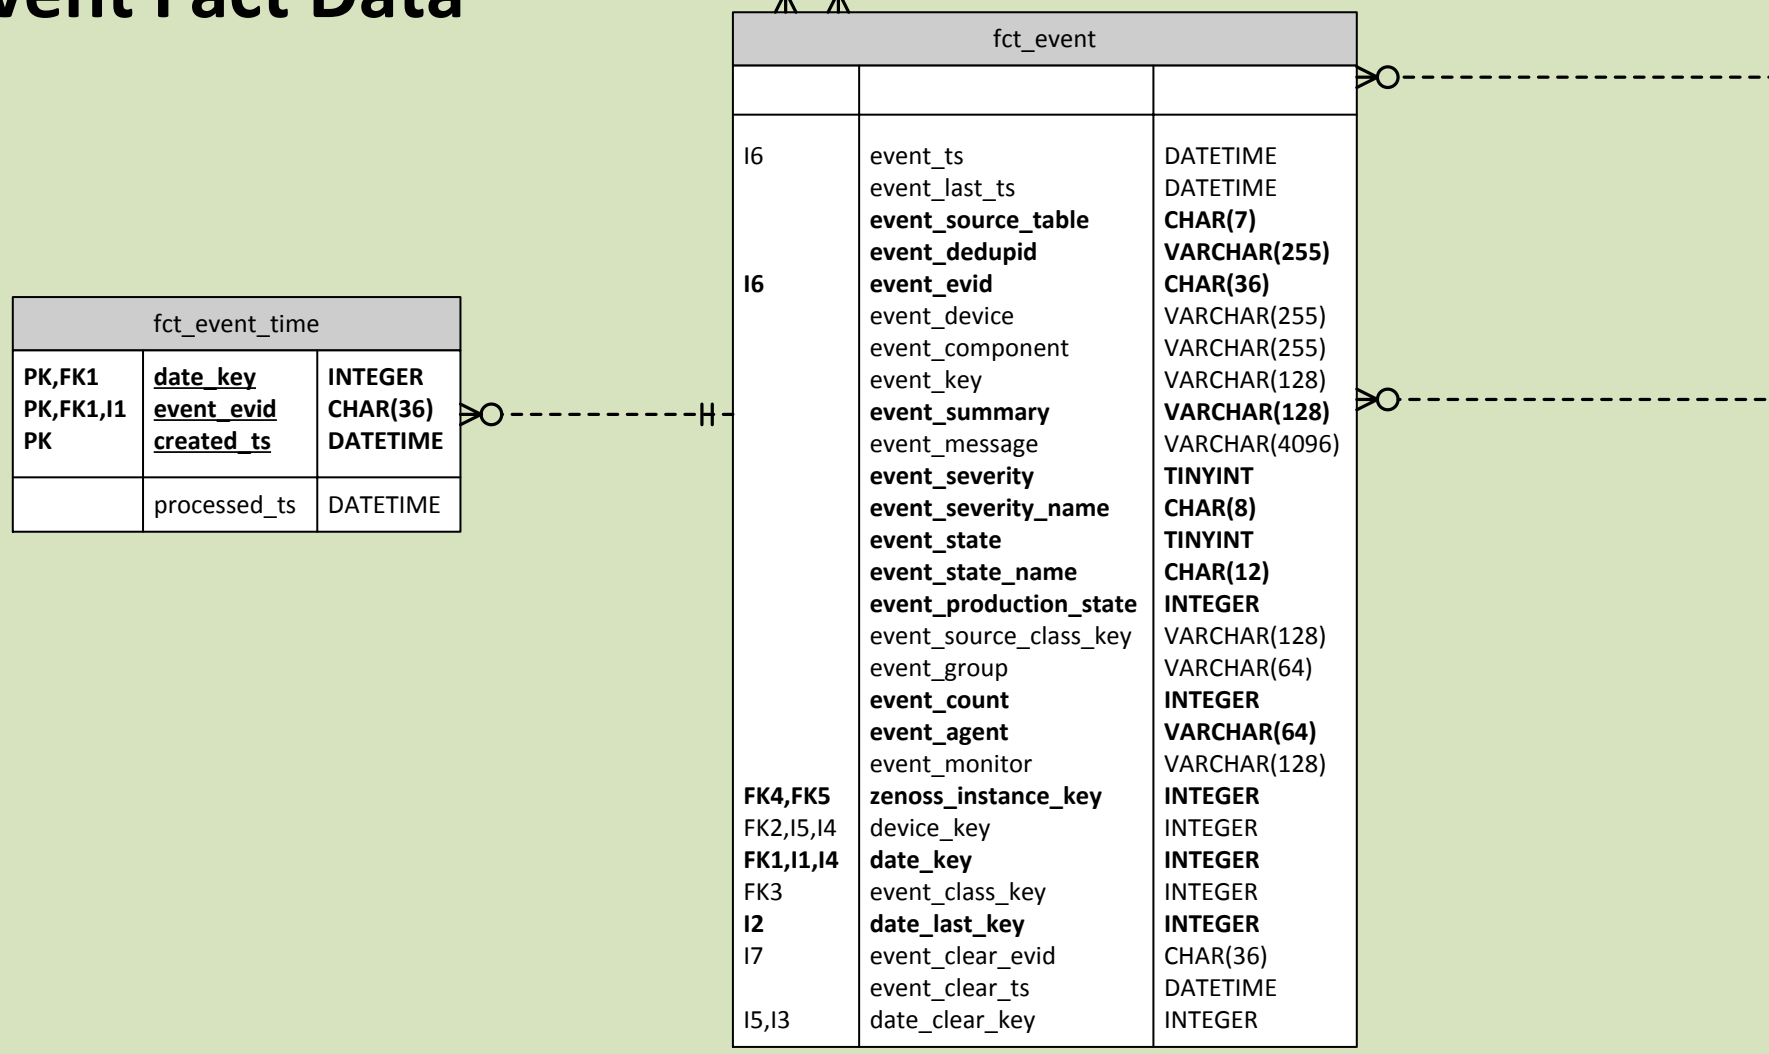 vent Fact Data
fct_event
I6 event_ts DATETIME
event_last_ts DATETIME
event_source_table CHAR(7)
event_dedupid VARCHAR(255)
I6 event_evid CHAR(36)
event_device VARCHAR(255)
event_component VARCHAR(255)
event_key VARCHAR(128)
event_summary VARCHAR(128)
event_message VARCHAR(4096)
event_severity TINYINT
event_severity_name CHAR(8)
event_state TINYINT
event_state_name CHAR(12)
event_production_state INTEGER
event_source_class_key VARCHAR(128)
event_group VARCHAR(64)
event_count INTEGER
event_agent VARCHAR(64)
event_monitor VARCHAR(128)
FK4,FK5 zenoss_instance_key INTEGER
FK2,I5,I4 device_key INTEGER
FK1,I1,I4 date_key INTEGER
FK3 event_class_key INTEGER
I2 date_last_key INTEGER
I7 event_clear_evid CHAR(36)
event_clear_ts DATETIME
I5,I3 date_clear_key INTEGER
fct_event_time
PK,FK1 date_key INTEGER
PK,FK1,I1 event_evid CHAR(36)
PK created_ts DATETIME
processed_ts DATETIME